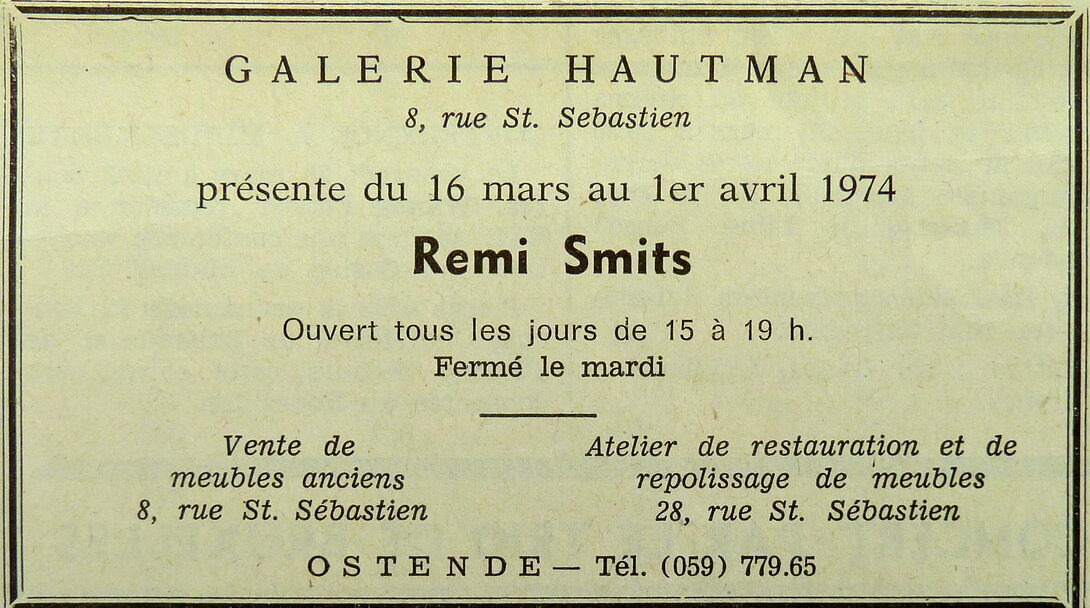 GALERIE HAUTMAN
8, rue St. Sebastien
présente du 16 mars au 1er avril 1974
Remi Smits
Ouvert tous les jours de 15 à 19 h.
Fermé le mardi
Vente de
meubles anciens
8, rue St. Sébastien
Atelier de restauration et de
repolissage de meubles
28, rue St. Sébastien
OSTENDE — Tél. (059) 779.65